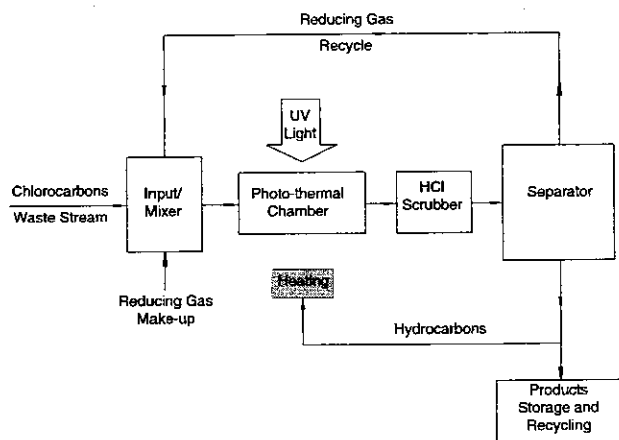 Reducing Gas
Recycle
UV
Light
Chlorocarbons
Waste Stream
Input/
Mixer
Photo-thermal
Chamber
HCl
Scrubber
Separator
Reducing Gas
Make-up
Heating
Hydrocarbons
Products
Storage and
Recycling